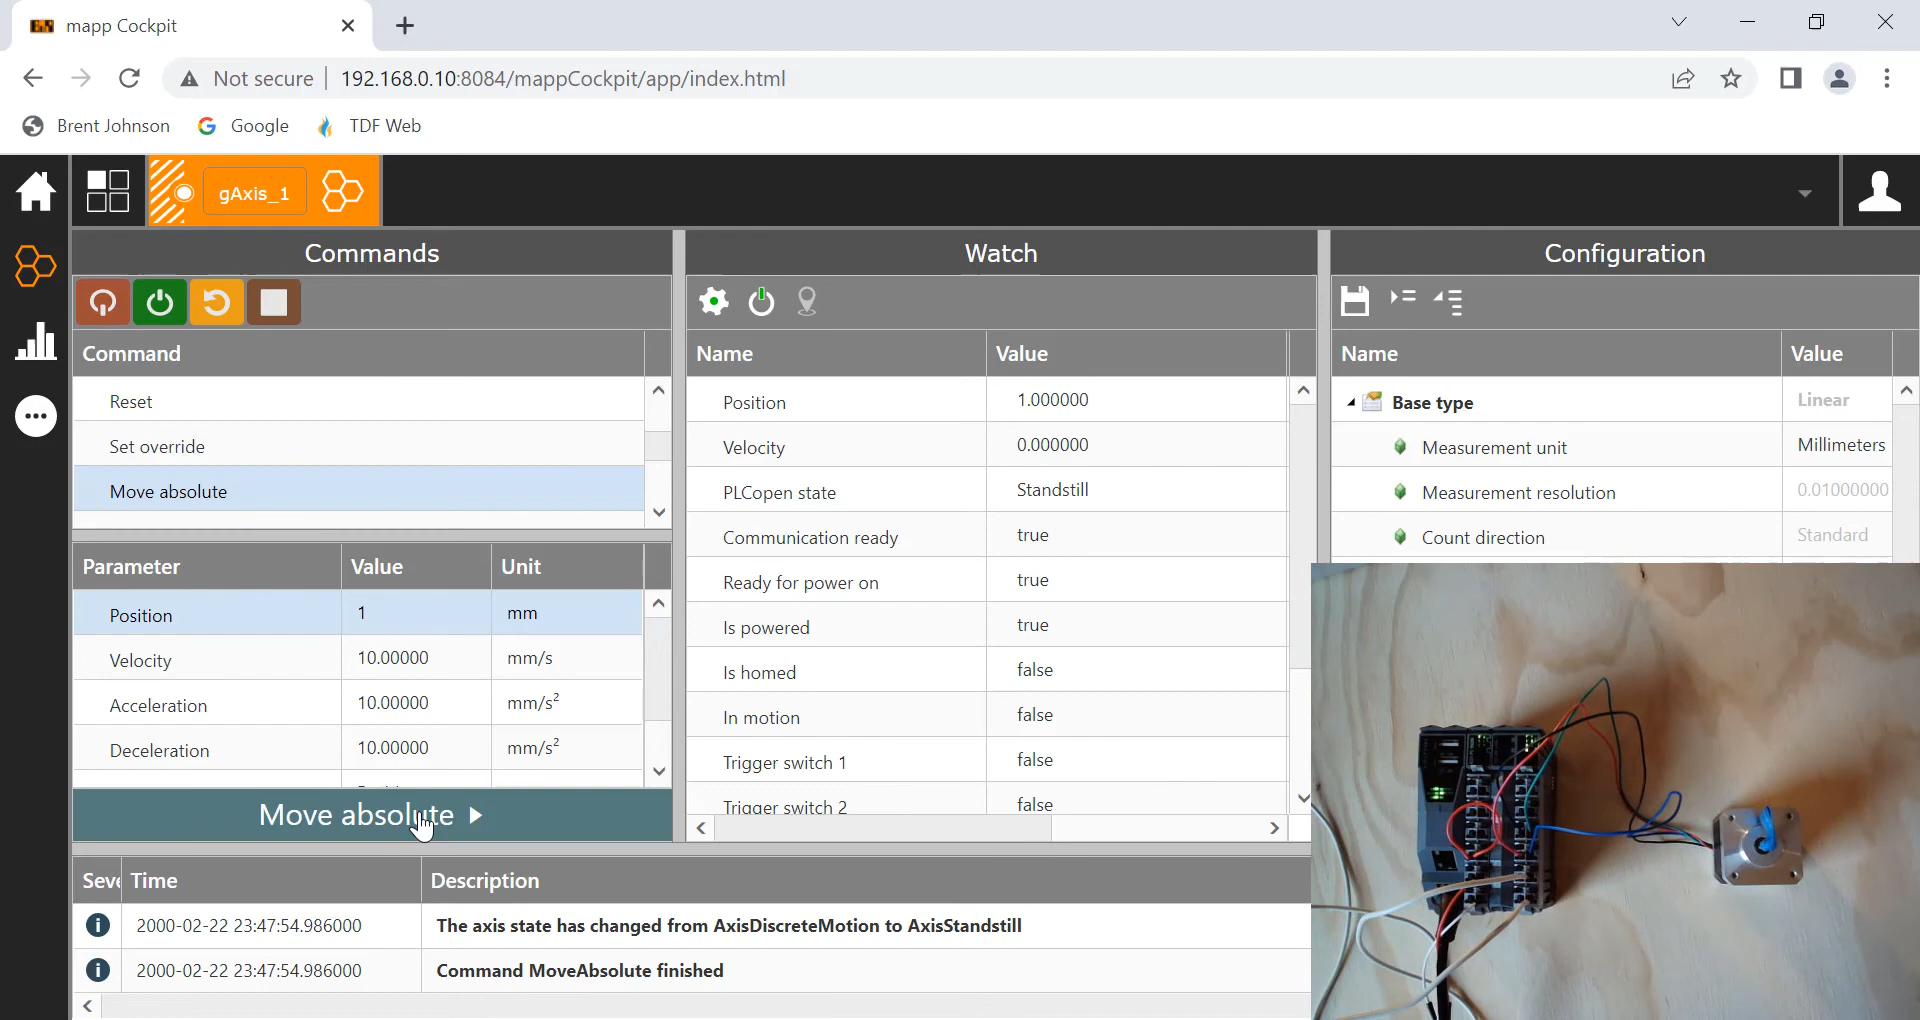 mapp Cockpit
Not secure
192.168.0.10:8084/mappCockpit/app/index.html
Brent Johnson
Google
TDF Web
gAxis_1
Commands
Command
Reset
Set override
Move absolute
Parameter Value Unit
Position 1 mm
Velocity 10.00000 mm/s
Acceleration 10.00000 mm/s²
Deceleration 10.00000 mm/s²
Move absolute
Watch
Name Value
Position 1.000000
Velocity 0.000000
PLCopen state Standstill
Communication ready true
Ready for power on true
Is powered true
Is homed false
In motion false
Trigger switch 1 false
Trigger switch 2 false
Configuration
Name Value
Base type Linear
Measurement unit Millimeters
Measurement resolution 0.01000000
Count direction Standard
Seve Time Description
2000-02-22 23:47:54.986000 The axis state has changed from AxisDiscreteMotion to AxisStandstill
2000-02-22 23:47:54.986000 Command MoveAbsolute finished